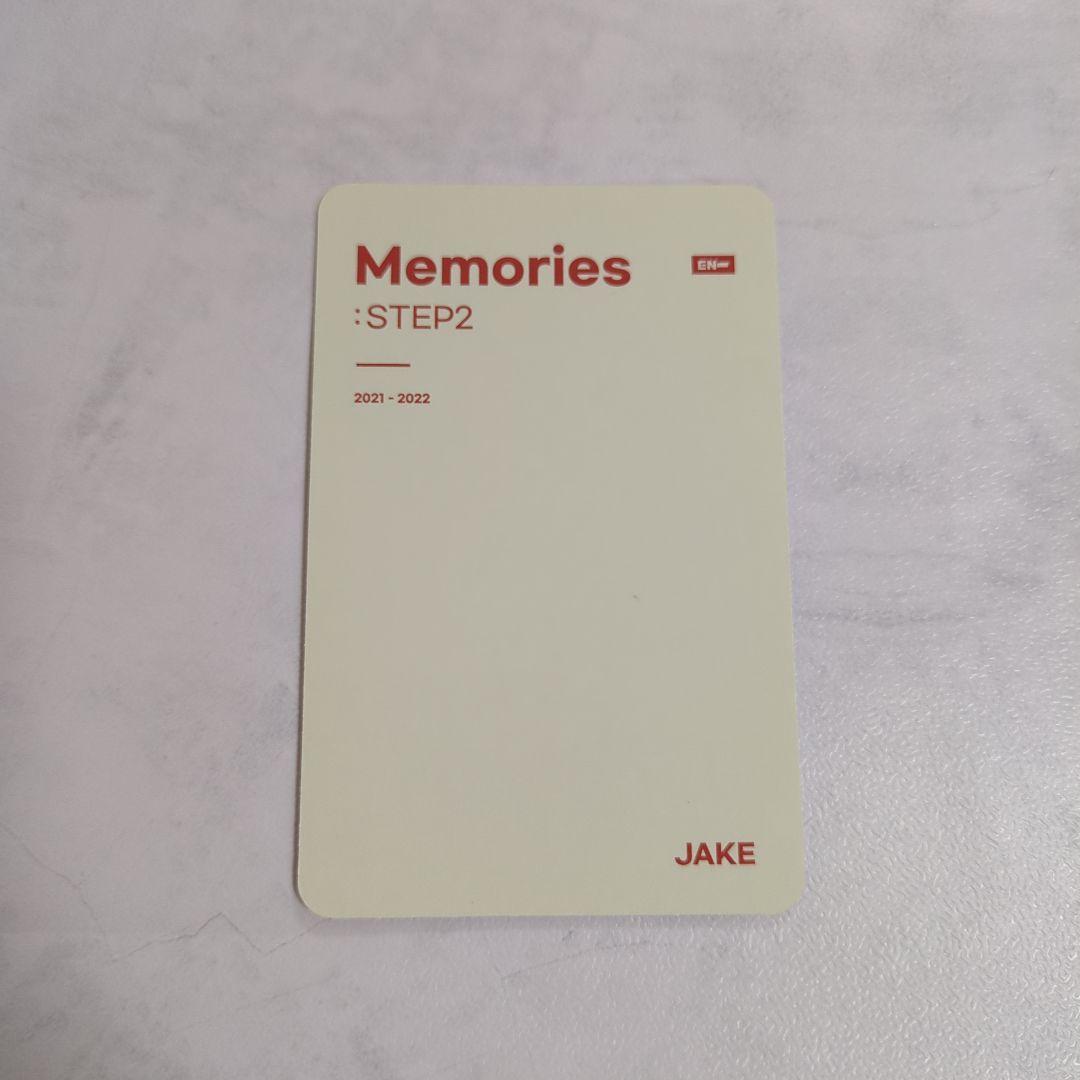 Memories
EN-
:STEP2
2021 - 2022
JAKE